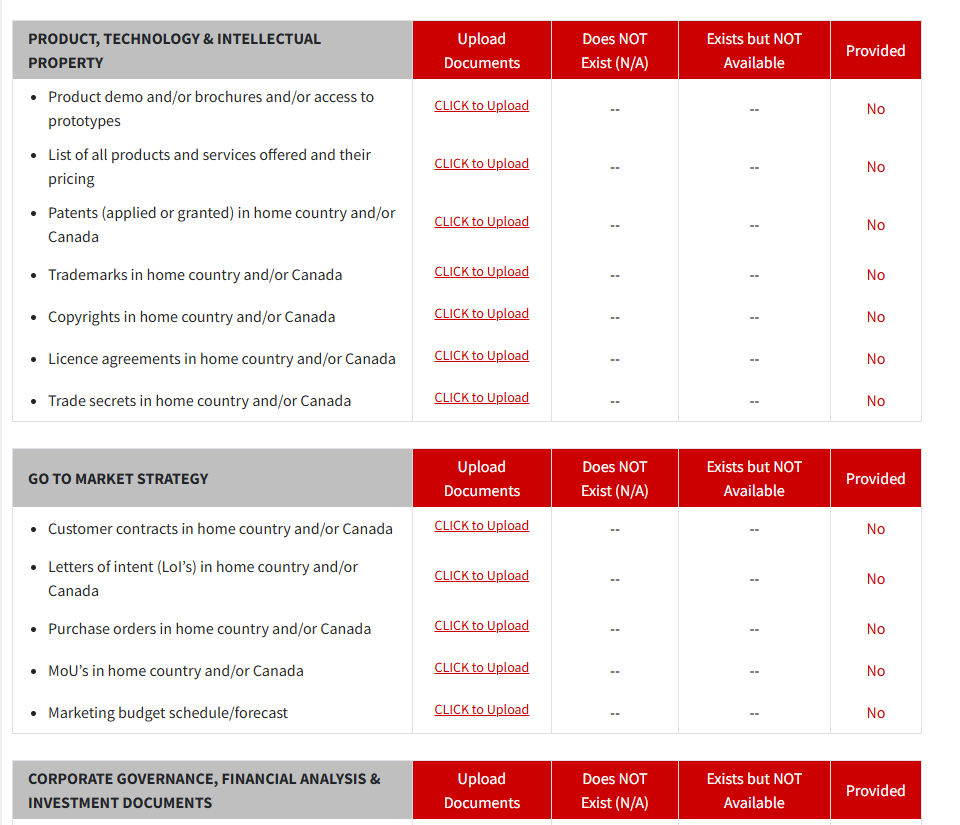 PRODUCT, TECHNOLOGY & INTELLECTUAL
PROPERTY
Upload
Documents
Does NOT
Exist (N/A)
Exists but NOT
Available
Provided
• Product demo and/or brochures and/or access to
prototypes
CLICK to Upload
--
--
No
• List of all products and services offered and their
pricing
CLICK to Upload
--
--
No
• Patents (applied or granted) in home country and/or
Canada
CLICK to Upload
--
--
No
• Trademarks in home country and/or Canada
CLICK to Upload
--
--
No
• Copyrights in home country and/or Canada
CLICK to Upload
--
--
No
• Licence agreements in home country and/or Canada
CLICK to Upload
--
--
No
• Trade secrets in home country and/or Canada
CLICK to Upload
--
--
No
GO TO MARKET STRATEGY
Upload
Documents
Does NOT
Exist (N/A)
Exists but NOT
Available
Provided
• Customer contracts in home country and/or Canada
CLICK to Upload
--
--
No
• Letters of intent (LoI’s) in home country and/or
Canada
CLICK to Upload
--
--
No
• Purchase orders in home country and/or Canada
CLICK to Upload
--
--
No
• MoU’s in home country and/or Canada
CLICK to Upload
--
--
No
• Marketing budget schedule/forecast
CLICK to Upload
--
--
No
CORPORATE GOVERNANCE, FINANCIAL ANALYSIS &
INVESTMENT DOCUMENTS
Upload
Documents
Does NOT
Exist (N/A)
Exists but NOT
Available
Provided